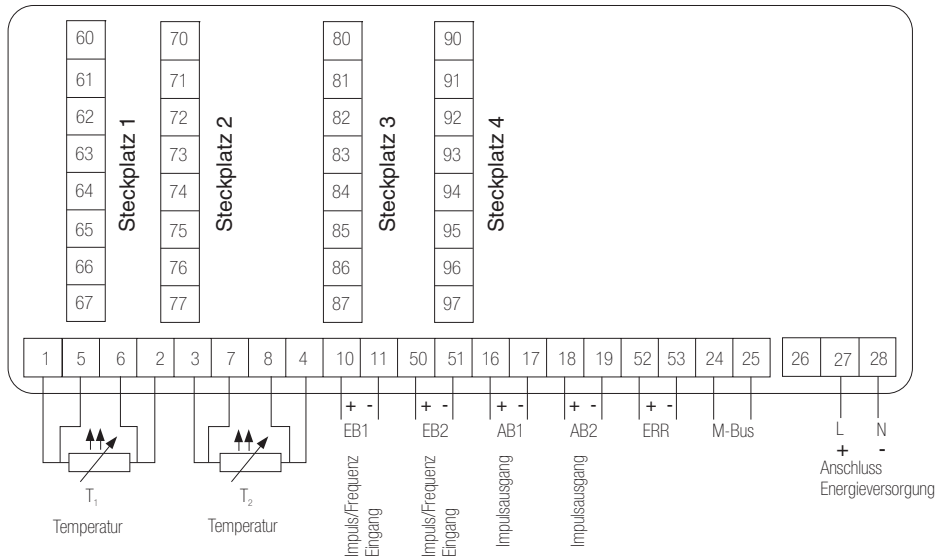 60 70 80 90
61 71 81 91
62 72 82 92
63 73 83 93
64 74 84 94
65 75 85 95
66 76 86 96
67 77 87 97
Steckplatz 1
Steckplatz 2
Steckplatz 3
Steckplatz 4
1 5 6 2 3 7 8 4 10 11 50 51 16 17 18 19 52 53 24 25 26 27 28
+ - + - + - + - + -
EB1 EB2 AB1 AB2 ERR M-Bus L N
+ -
Anschluss
Energieversorgung
T1
Temperatur
T2
Temperatur
Impuls/Frequenz
Eingang
Impuls/Frequenz
Eingang
Impulsausgang
Impulsausgang